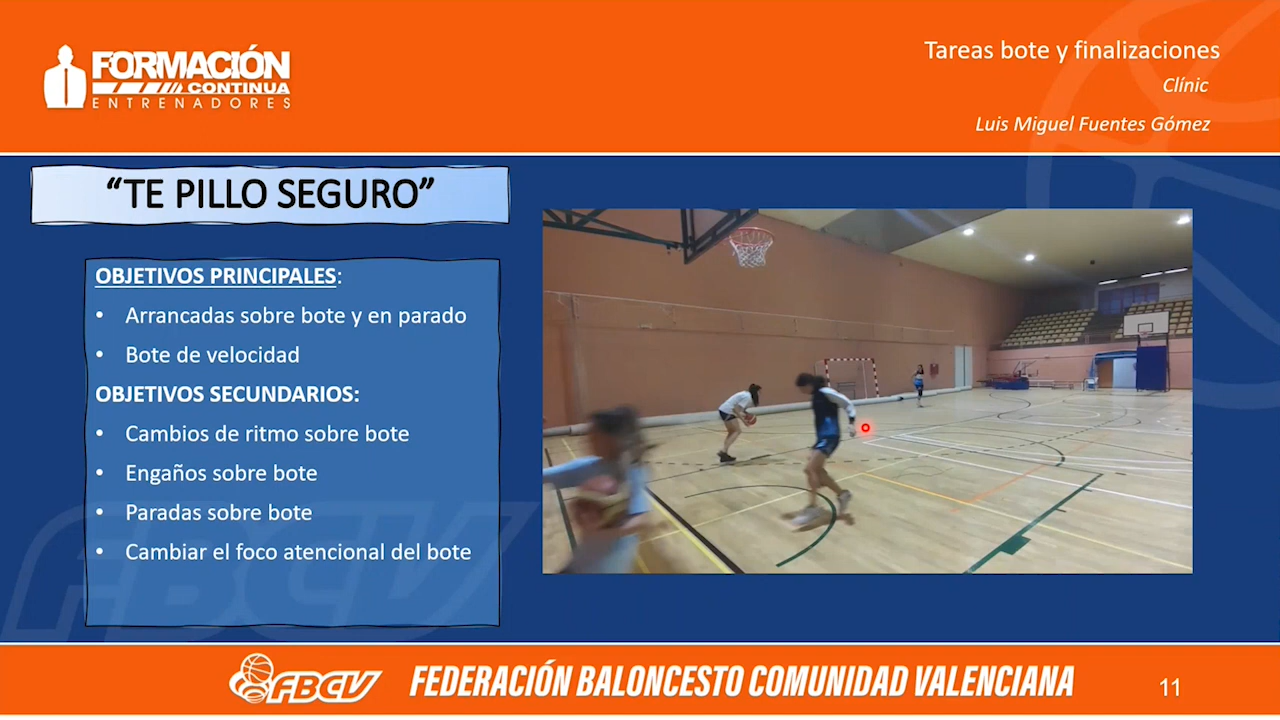 FORMACIÓN
CONTINUA
ENTRENADORES
Tareas bote y finalizaciones
Clínic
Luis Miguel Fuentes Gómez
“TE PILLO SEGURO”
OBJETIVOS PRINCIPALES:
• Arrancadas sobre bote y en parado
• Bote de velocidad
OBJETIVOS SECUNDARIOS:
• Cambios de ritmo sobre bote
• Engaños sobre bote
• Paradas sobre bote
• Cambiar el foco atencional del bote
FBCV
FBCV
FEDERACIÓN BALONCESTO COMUNIDAD VALENCIANA
11